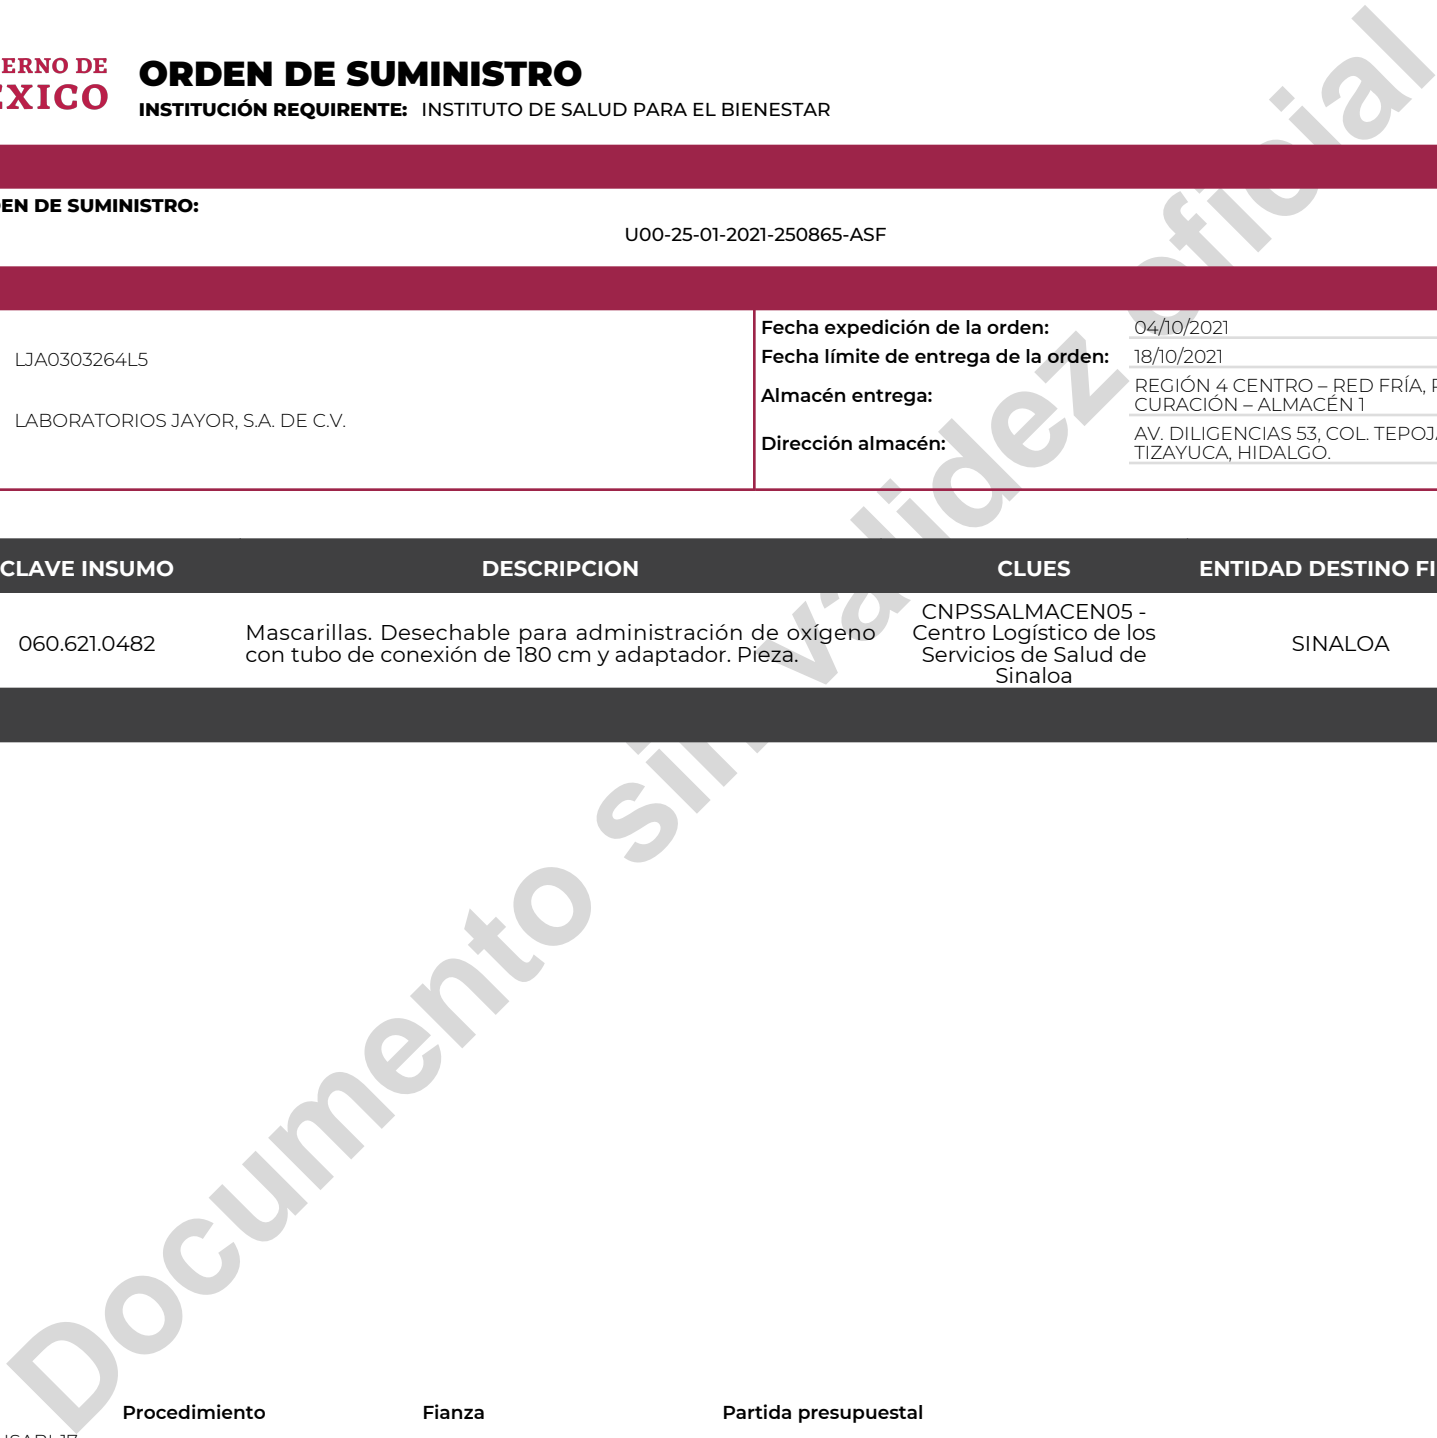 ERNO DE
EXICO
ORDEN DE SUMINISTRO
INSTITUCIÓN REQUIRENTE: INSTITUTO DE SALUD PARA EL BIENESTAR
EN DE SUMINISTRO:
U00-25-01-2021-250865-ASF
LJA0303264L5
LABORATORIOS JAYOR, S.A. DE C.V.
Fecha expedición de la orden: 04/10/2021
Fecha límite de entrega de la orden: 18/10/2021
Almacén entrega: REGIÓN 4 CENTRO – RED FRÍA,
CURACIÓN – ALMACÉN 1
Dirección almacén: AV. DILIGENCIAS 53, COL. TEPOJ
TIZAYUCA, HIDALGO.
CLAVE INSUMO DESCRIPCION CLUES ENTIDAD DESTINO FI
060.621.0482
Mascarillas. Desechable para administración de oxígeno
con tubo de conexión de 180 cm y adaptador. Pieza.
CNPSSALMACEN05 -
Centro Logístico de los
Servicios de Salud de
Sinaloa
SINALOA
Documento sin validez oficial
Procedimiento Fianza Partida presupuestal